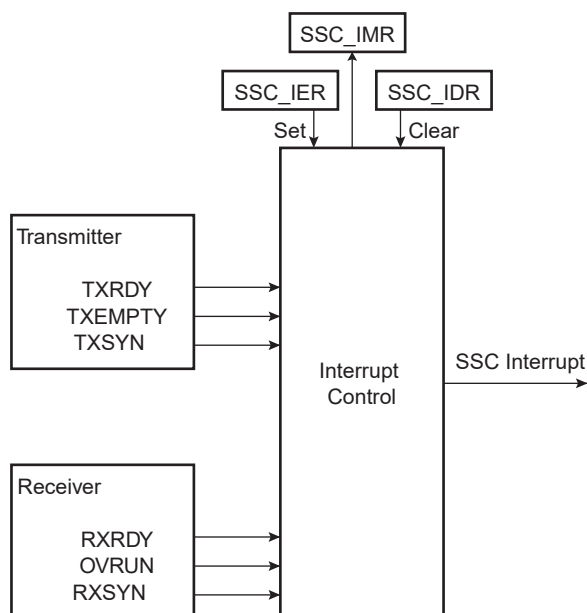 SSC_IMR
SSC_IER
SSC_IDR
Set
Clear
Transmitter
TXRDY
TXEMPTY
TXSYN
Interrupt
Control
SSC Interrupt
Receiver
RXRDY
OVRUN
RXSYN